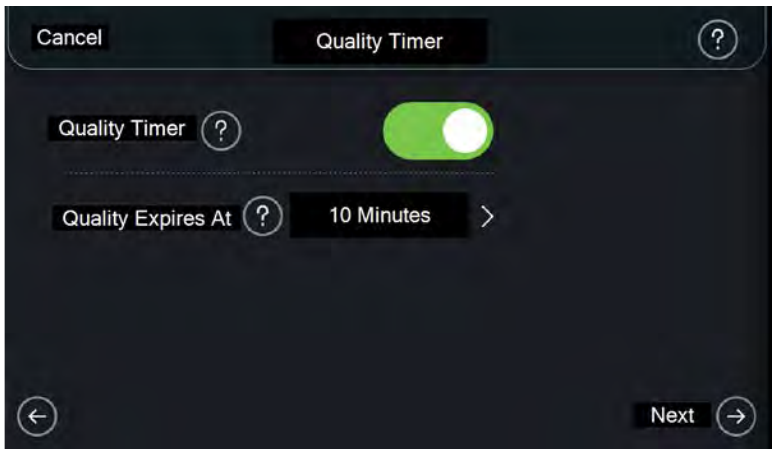 Cancel
Quality Timer
?
Quality Timer ?
Quality Expires At ? 10 Minutes >
Next